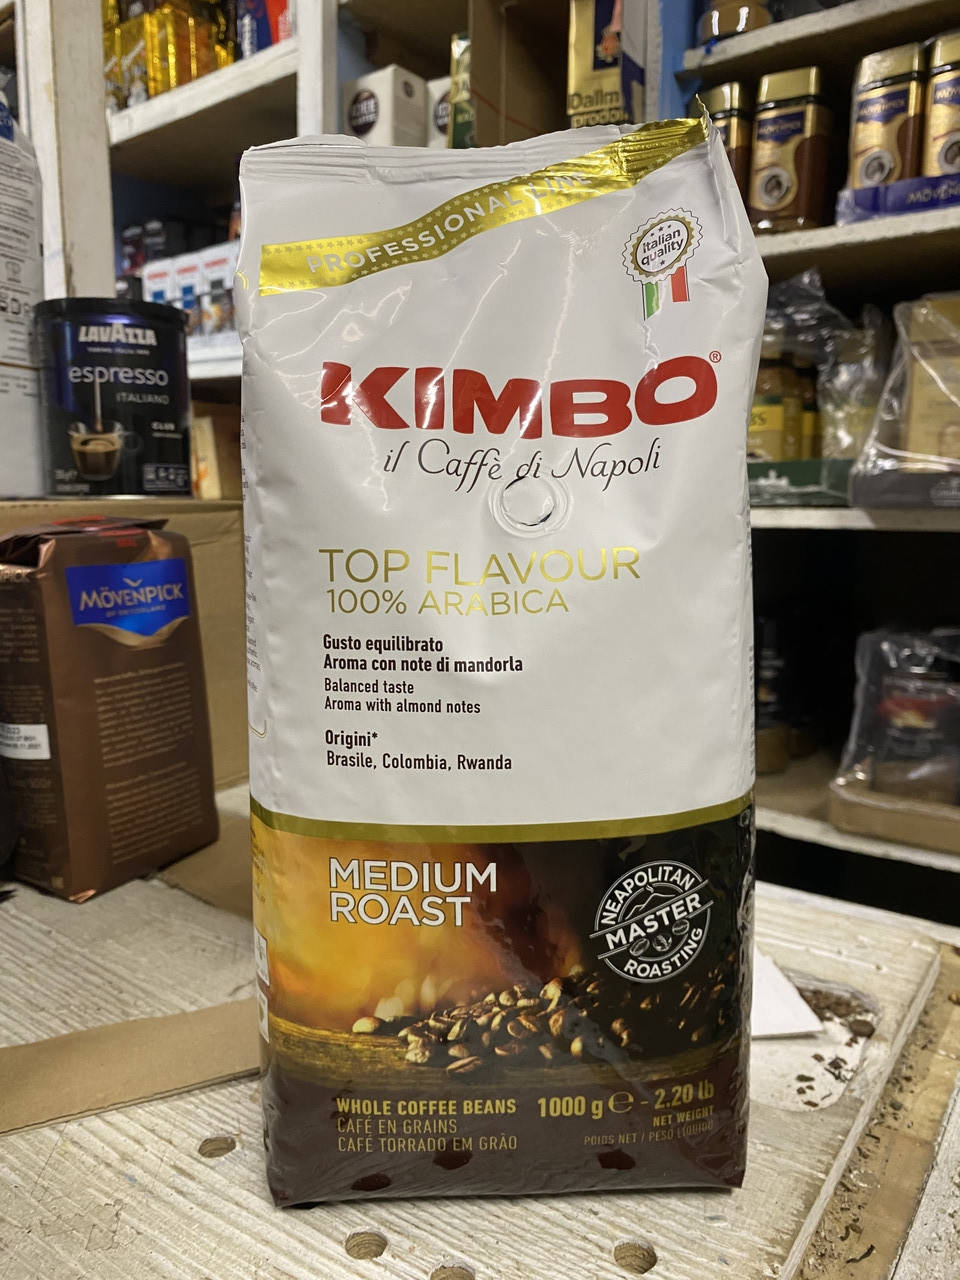 PROFESSIONAL LINE
Italian
quality
KIMBO®
il Caffè di Napoli
TOP FLAVOUR
100% ARABICA
Gusto equilibrato
Aroma con note di mandorla
Balanced taste
Aroma with almond notes
Origini*
Brasile, Colombia, Rwanda
MEDIUM
ROAST
NEAPOLITAN
MASTER
ROASTING
WHOLE COFFEE BEANS
CAFÉ EN GRAINS
CAFÉ TORRADO EM GRÃO
1000 g ℮ - 2.20 lb
NET WEIGHT
POIDS NET / PESO LÍQUIDO
LAVAZZA
espresso
ITALIANO
MÖVENPICK
Dallm
prodo
MÖVENPICK